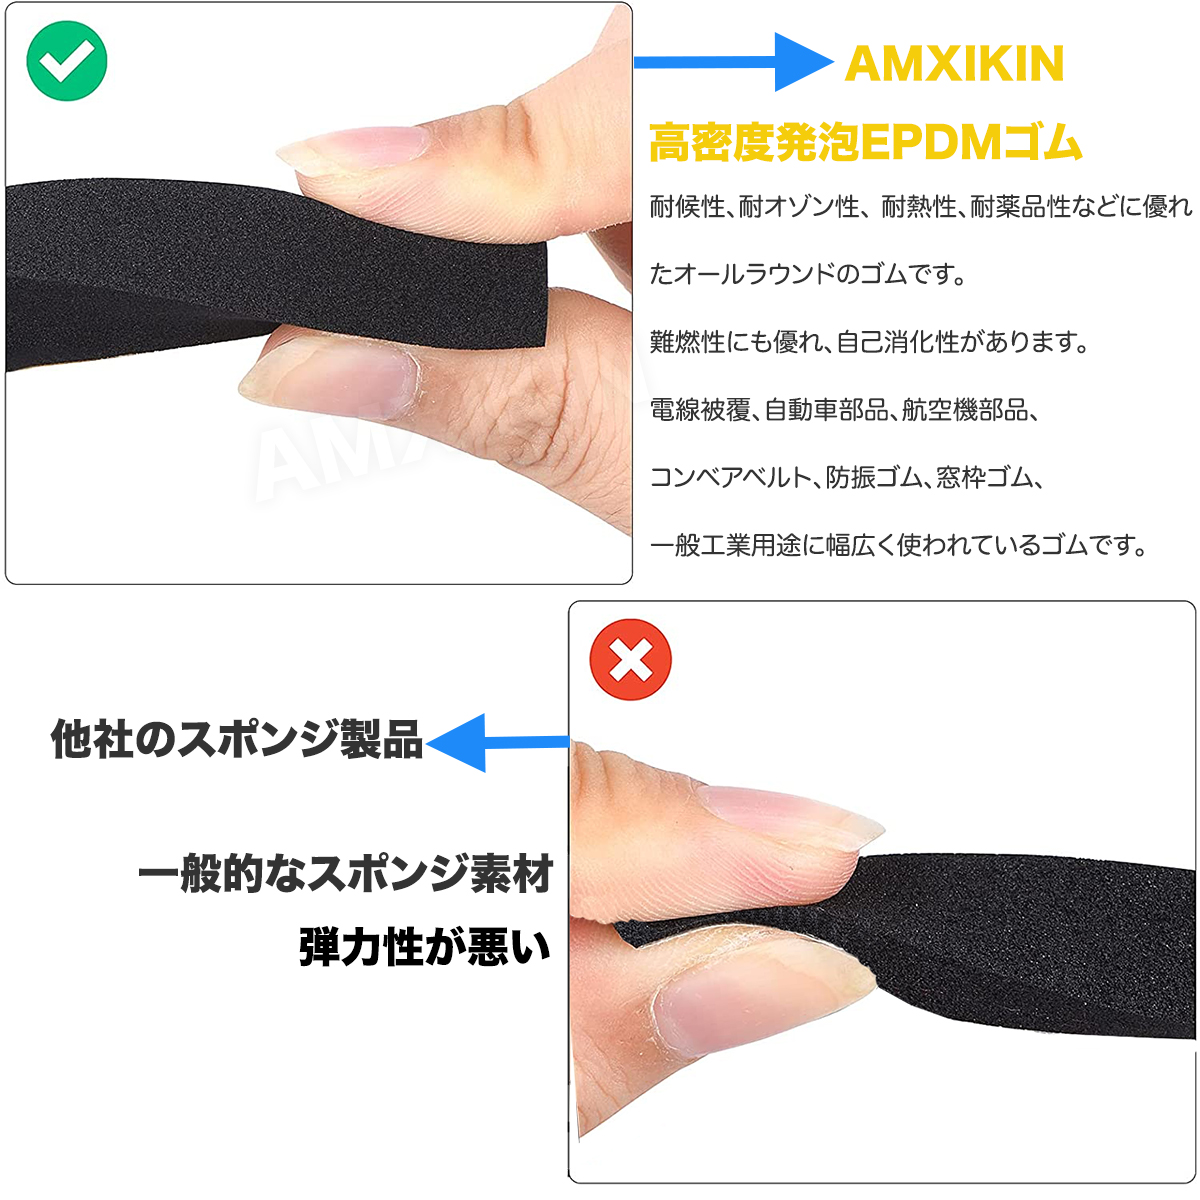 AMXIKIN
高密度発泡EPDMゴム
耐候性、耐オゾン性、耐熱性、耐薬品性などに優れ
たオールラウンドのゴムです。
難燃性にも優れ、自己消化性があります。
電線被覆、自動車部品、航空機部品、
コンベアベルト、防振ゴム、窓枠ゴム、
一般工業用途に幅広く使われているゴムです。
他社のスポンジ製品
一般的なスポンジ素材
弾力性が悪い